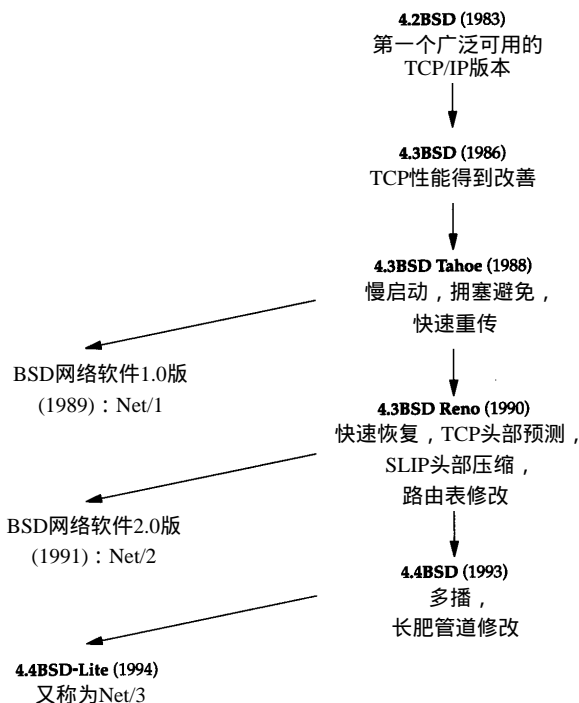 4.2BSD (1983)
第一个广泛可用的
TCP/IP版本
4.3BSD (1986)
TCP性能得到改善
4.3BSD Tahoe (1988)
慢启动，拥塞避免，
快速重传
BSD网络软件1.0版
(1989)：Net/1
4.3BSD Reno (1990)
快速恢复，TCP头部预测，
SLIP头部压缩，
路由表修改
BSD网络软件2.0版
(1991)：Net/2
4.4BSD (1993)
多播，
长肥管道修改
4.4BSD-Lite (1994)
又称为Net/3